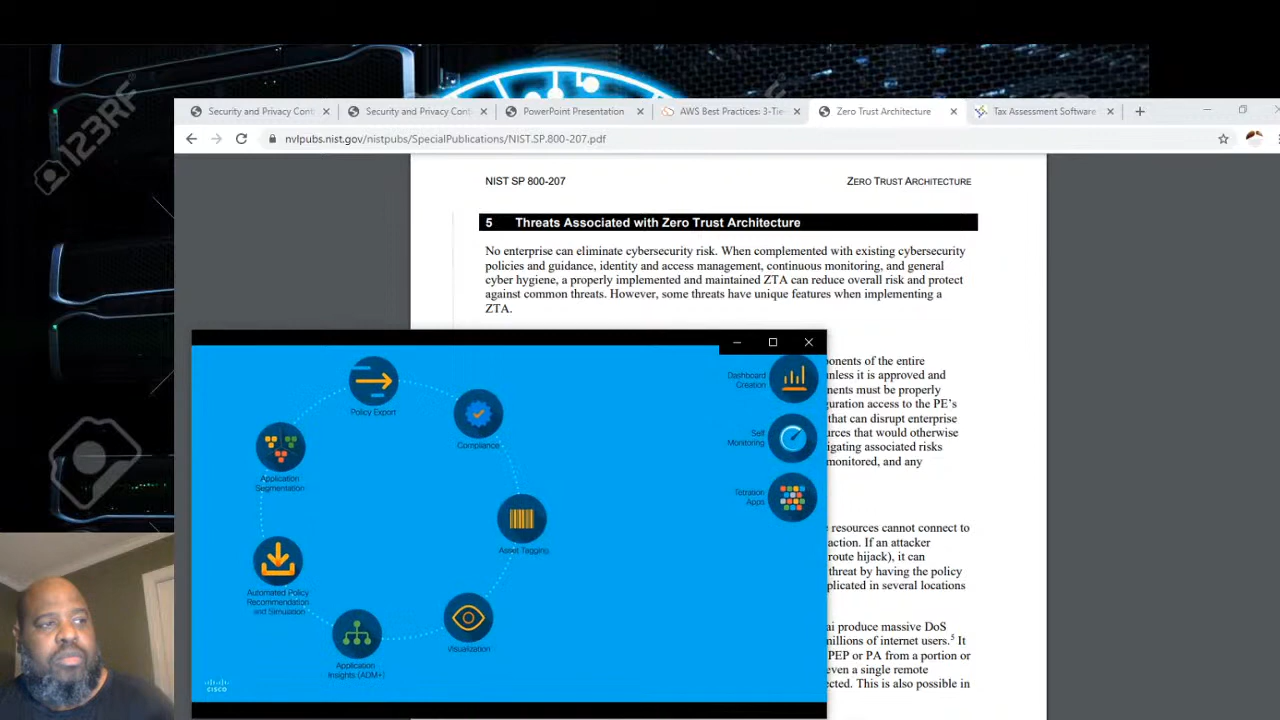 123RF
123RF
Security and Privacy Cont
Security and Privacy Cont
PowerPoint Presentation
AWS Best Practices: 3-Tie
Zero Trust Architecture
Tax Assessment Software
nvlpubs.nist.gov/nistpubs/SpecialPublications/NIST.SP.800-207.pdf
NIST SP 800-207
ZERO TRUST ARCHITECTURE
5 Threats Associated with Zero Trust Architecture
No enterprise can eliminate cybersecurity risk. When complemented with existing cybersecurity
policies and guidance, identity and access management, continuous monitoring, and general
cyber hygiene, a properly implemented and maintained ZTA can reduce overall risk and protect
against common threats. However, some threats have unique features when implementing a
ZTA.
ponents of the entire
unless it is approved and
nents must be properly
guration access to the PE's
that can disrupt enterprise
urces that would otherwise
igating associated risks
monitored, and any
resources cannot connect to
action. If an attacker
route hijack), it can
threat by having the policy
plicated in several locations
ai produce massive DoS
millions of internet users.5 It
PEP or PA from a portion or
even a single remote
ected. This is also possible in
Policy Export
Compliance
Application
Segmentation
Asset Tagging
Automated Policy
Recommendation
and Simulation
Visualization
Application
Insights (ADM+)
Dashboard
Creation
Self
Monitoring
Tetration
Apps
CISCO